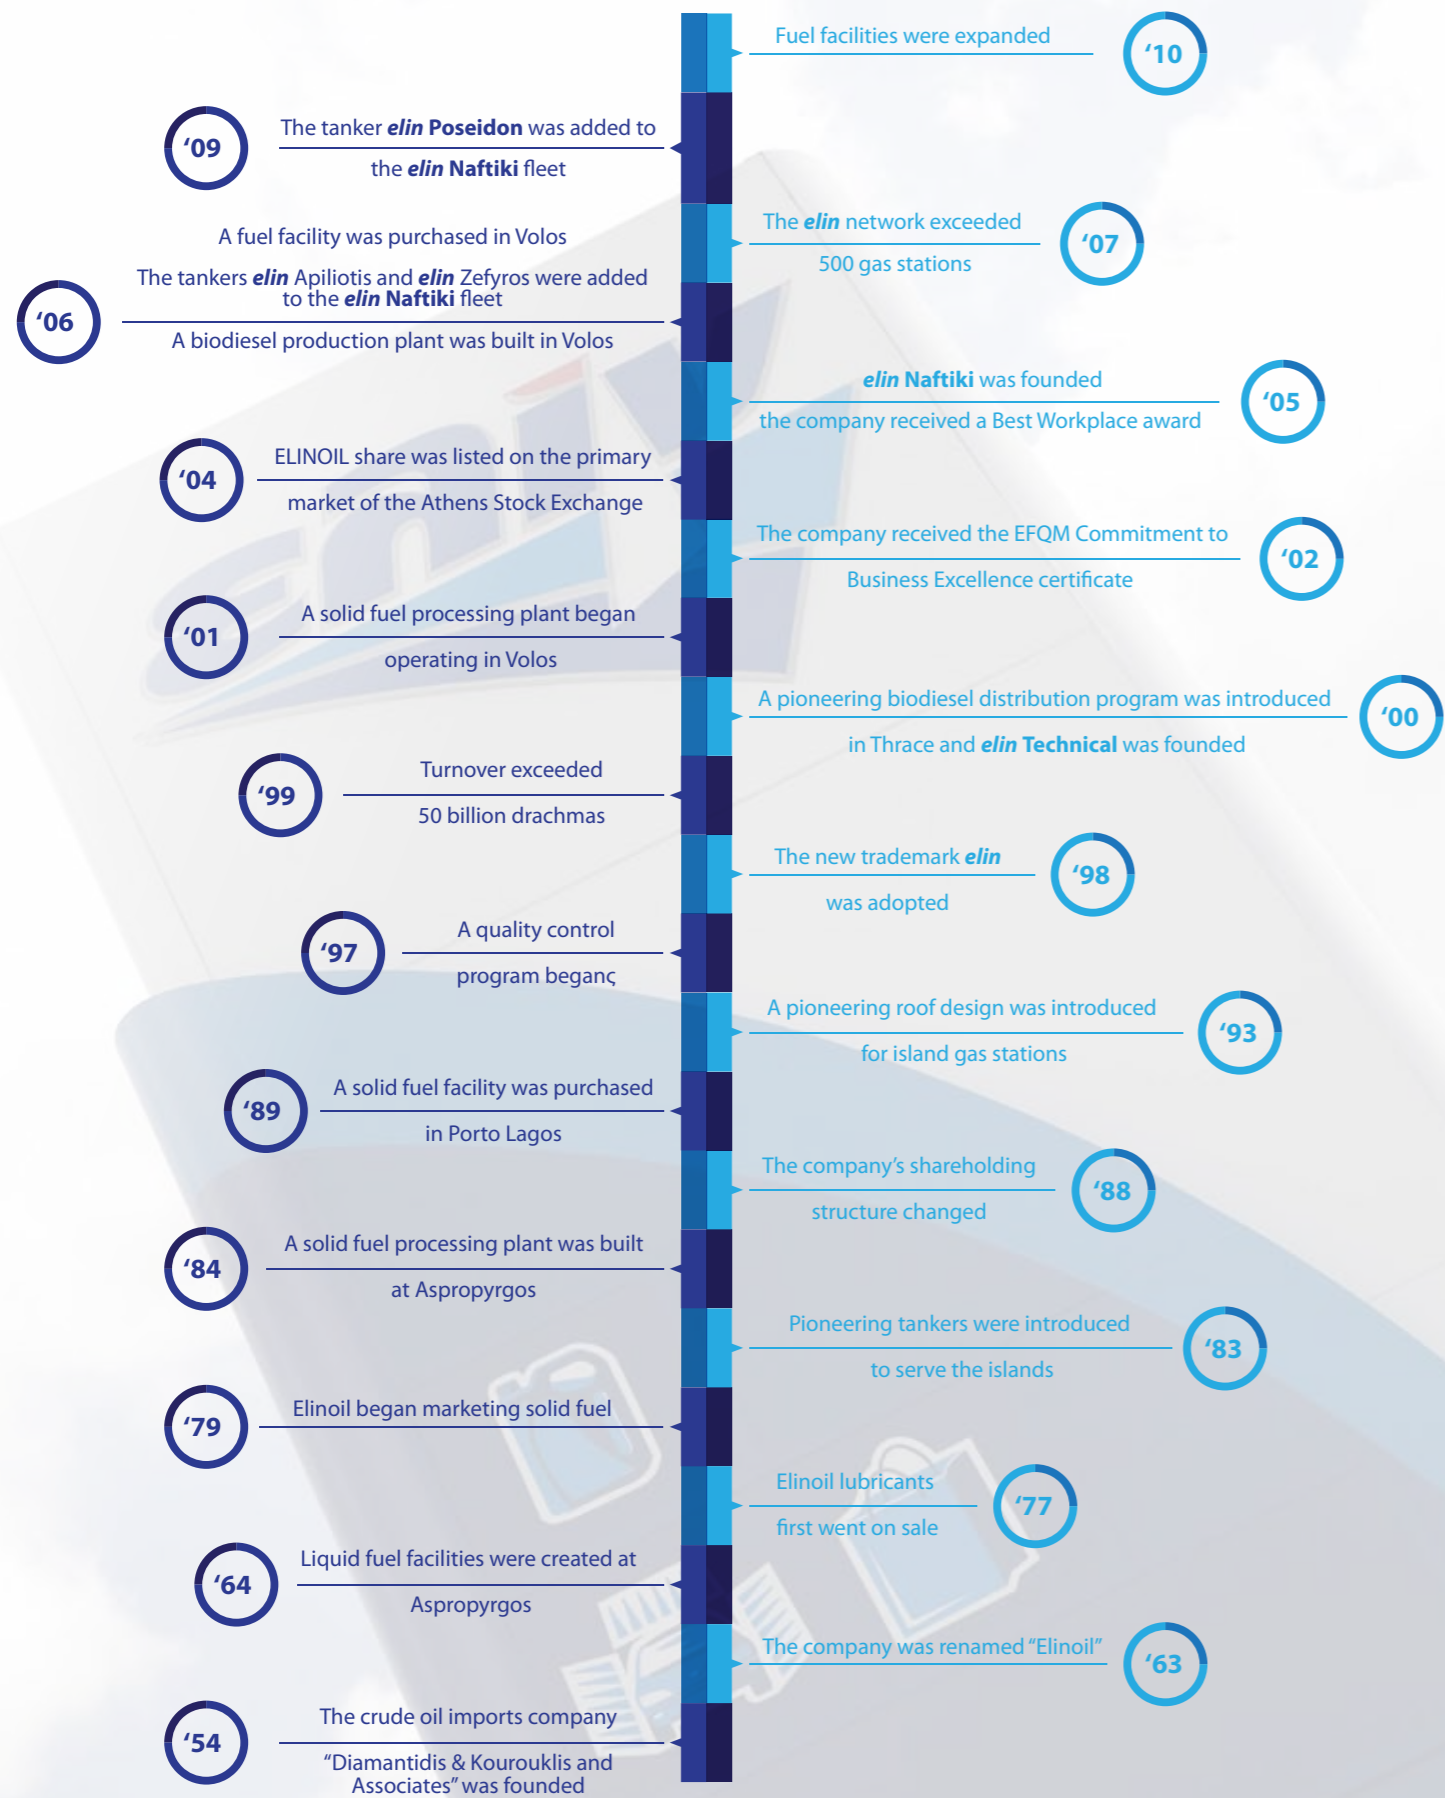 Fuel facilities were expanded
‘10
‘09
The tanker elin Poseidon was added to
the elin Naftiki fleet
The elin network exceeded
500 gas stations
‘07
A fuel facility was purchased in Volos
The tankers elin Apiliotis and elin Zefyros were added
to the elin Naftiki fleet
‘06
A biodiesel production plant was built in Volos
elin Naftiki was founded
the company received a Best Workplace award
‘05
‘04
ELINOIL share was listed on the primary
market of the Athens Stock Exchange
The company received the EFQM Commitment to
Business Excellence certificate
‘02
‘01
A solid fuel processing plant began
operating in Volos
A pioneering biodiesel distribution program was introduced
in Thrace and elin Technical was founded
‘00
‘99
Turnover exceeded
50 billion drachmas
The new trademark elin
was adopted
‘98
‘97
A quality control
program beganς
A pioneering roof design was introduced
for island gas stations
‘93
‘89
A solid fuel facility was purchased
in Porto Lagos
The company’s shareholding
structure changed
‘88
‘84
A solid fuel processing plant was built
at Aspropyrgos
Pioneering tankers were introduced
to serve the islands
‘83
‘79
Elinoil began marketing solid fuel
Elinoil lubricants
first went on sale
‘77
‘64
Liquid fuel facilities were created at
Aspropyrgos
The company was renamed “Elinoil”
‘63
‘54
The crude oil imports company
“Diamantidis & Kourouklis and
Associates” was founded
ελιν